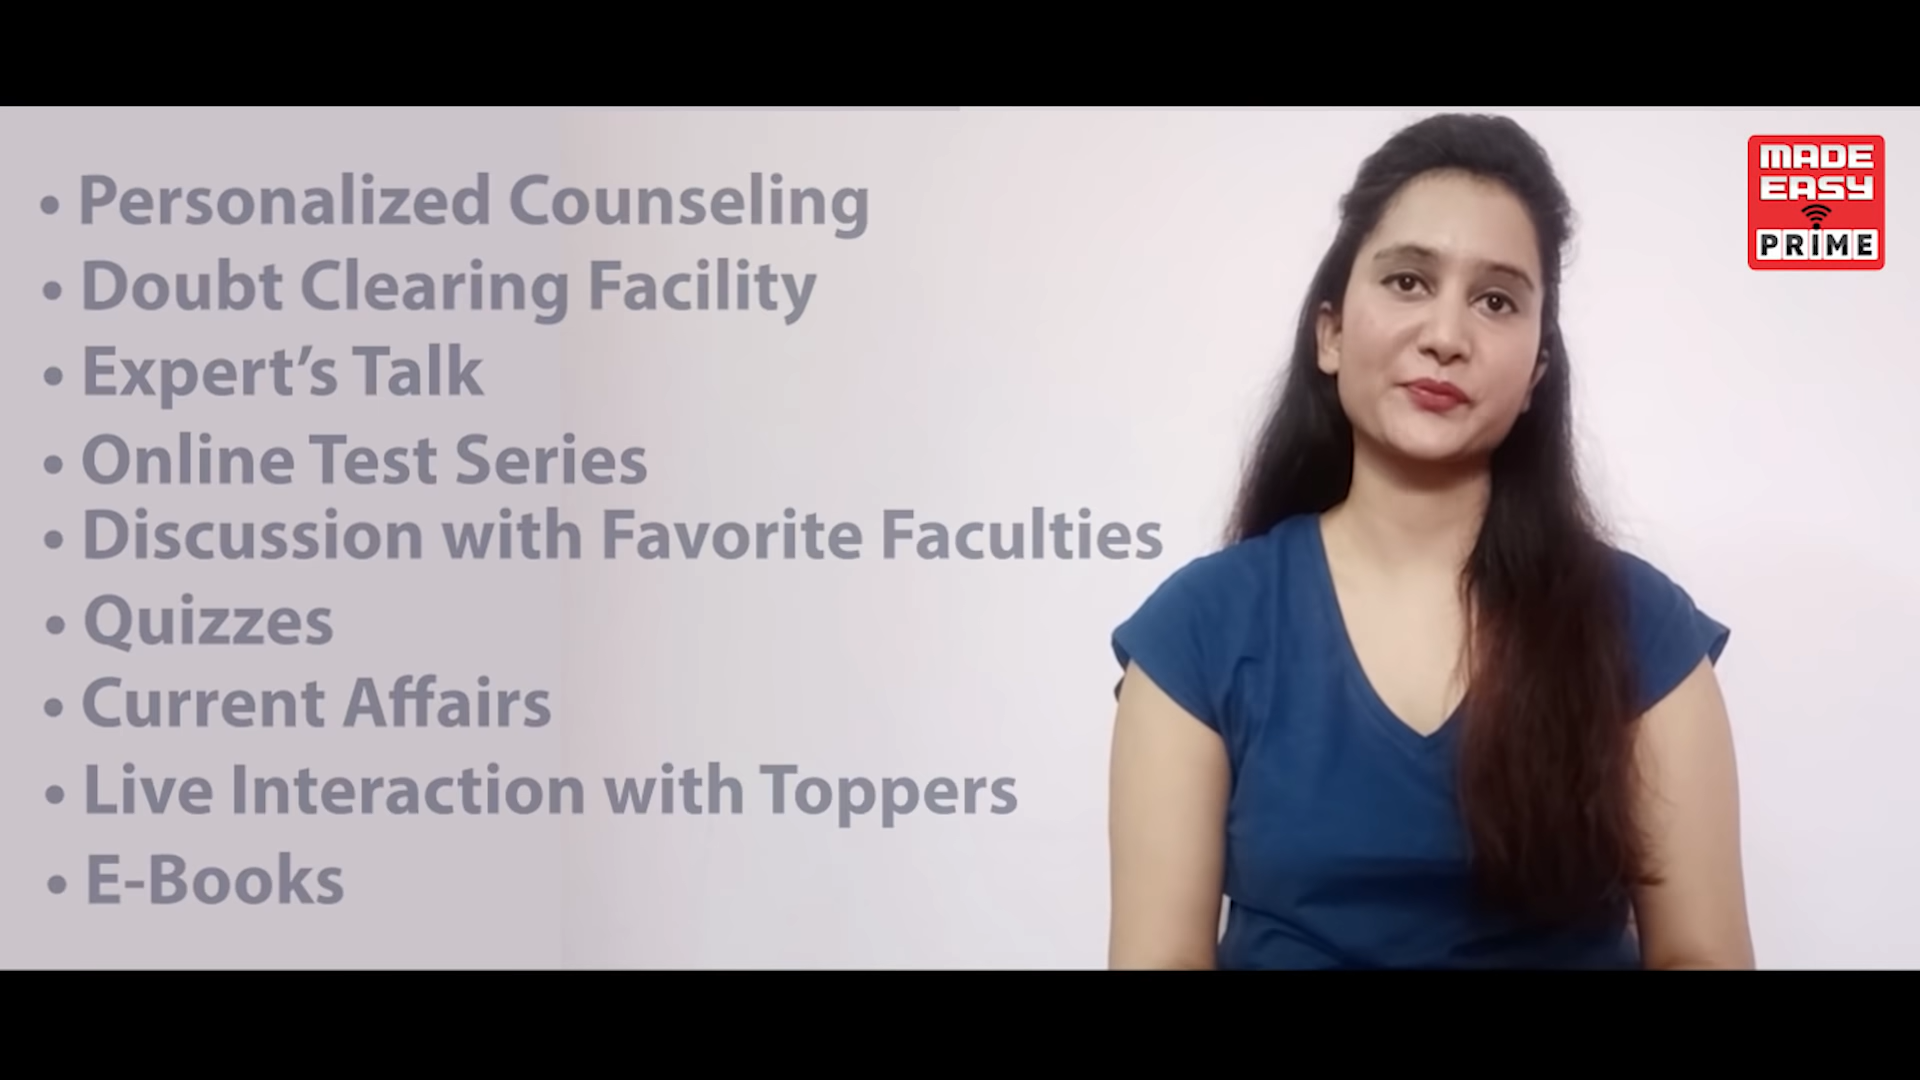 • Personalized Counseling
• Doubt Clearing Facility
• Expert’s Talk
• Online Test Series
• Discussion with Favorite Faculties
• Quizzes
• Current Affairs
• Live Interaction with Toppers
• E-Books
MADE
EASY
PRIME